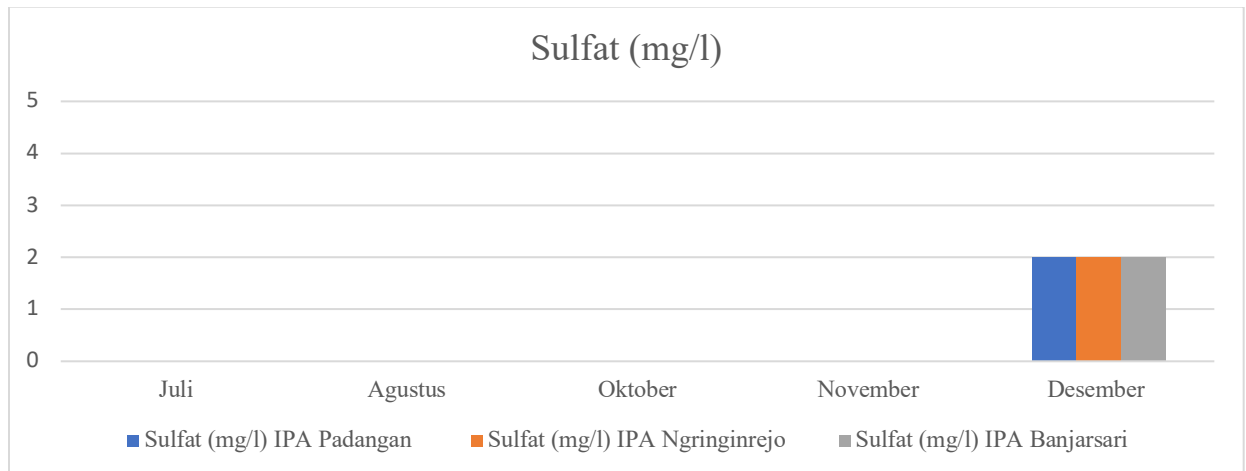 Sulfat (mg/l)
5
4
3
2
1
0
Juli Agustus Oktober November Desember
Sulfat (mg/l) IPA Padangan Sulfat (mg/l) IPA Ngringinrejo Sulfat (mg/l) IPA Banjarsari